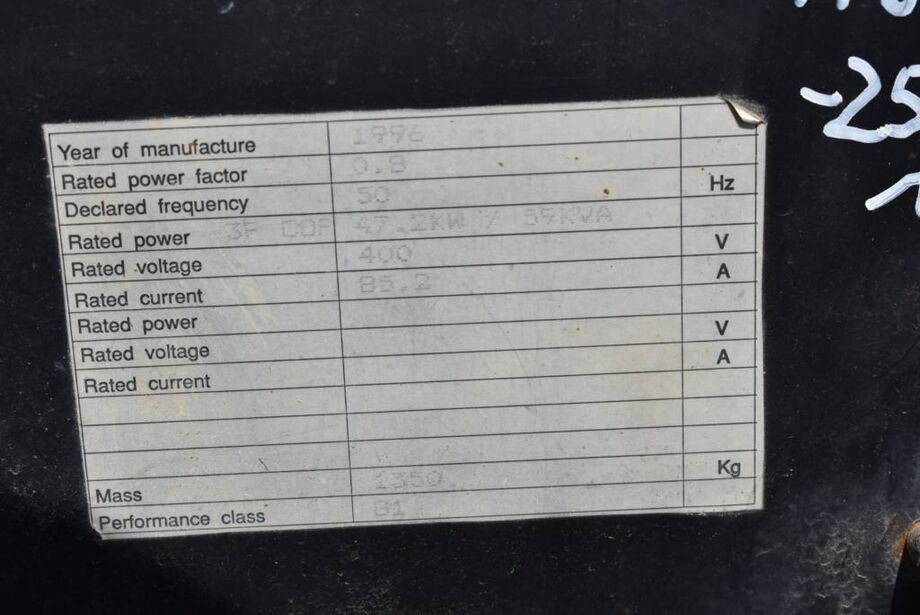 -25
Year of manufacture 1996
Rated power factor 0.8
Declared frequency 50 Hz
Rated power 3P COP 47.2KW / 59KVA
Rated voltage 400 V
Rated current 85.2 A
Rated power
Rated voltage V
Rated current A
Mass 1350 Kg
Performance class